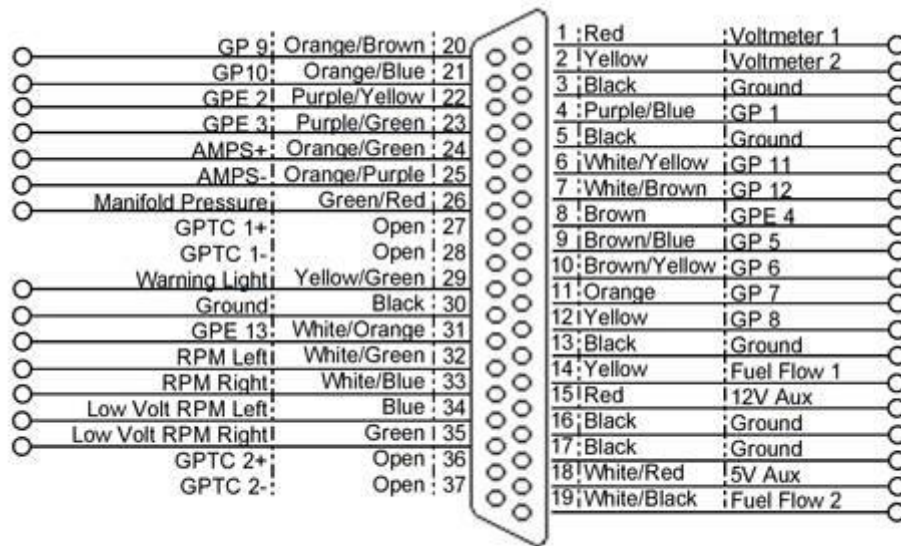 GP 9 Orange/Brown 20
GP10 Orange/Blue 21
GPE 2 Purple/Yellow 22
GPE 3 Purple/Green 23
AMPS+ Orange/Green 24
AMPS- Orange/Purple 25
Manifold Pressure Green/Red 26
GPTC 1+ Open 27
GPTC 1- Open 28
Warning Light Yellow/Green 29
Ground Black 30
GPE 13 White/Orange 31
RPM Left White/Green 32
RPM Right White/Blue 33
Low Volt RPM Left Blue 34
Low Volt RPM Right Green 35
GPTC 2+ Open 36
GPTC 2- Open 37
1 Red Voltmeter 1
2 Yellow Voltmeter 2
3 Black Ground
4 Purple/Blue GP 1
5 Black Ground
6 White/Yellow GP 11
7 White/Brown GP 12
8 Brown GPE 4
9 Brown/Blue GP 5
10 Brown/Yellow GP 6
11 Orange GP 7
12 Yellow GP 8
13 Black Ground
14 Yellow Fuel Flow 1
15 Red 12V Aux
16 Black Ground
17 Black Ground
18 White/Red 5V Aux
19 White/Black Fuel Flow 2